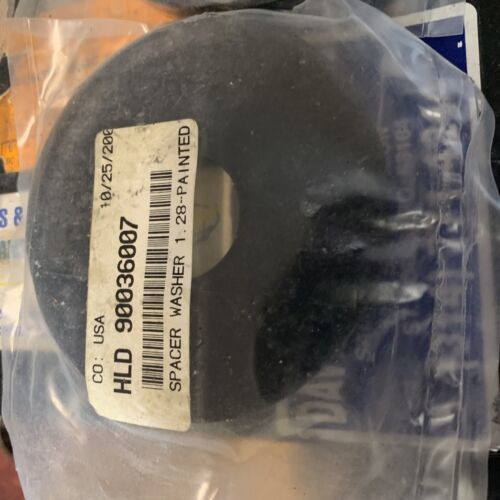 CO: USA 10/25/200
HLD 90036007
SPACER WASHER 1.28-PAINTED
S &